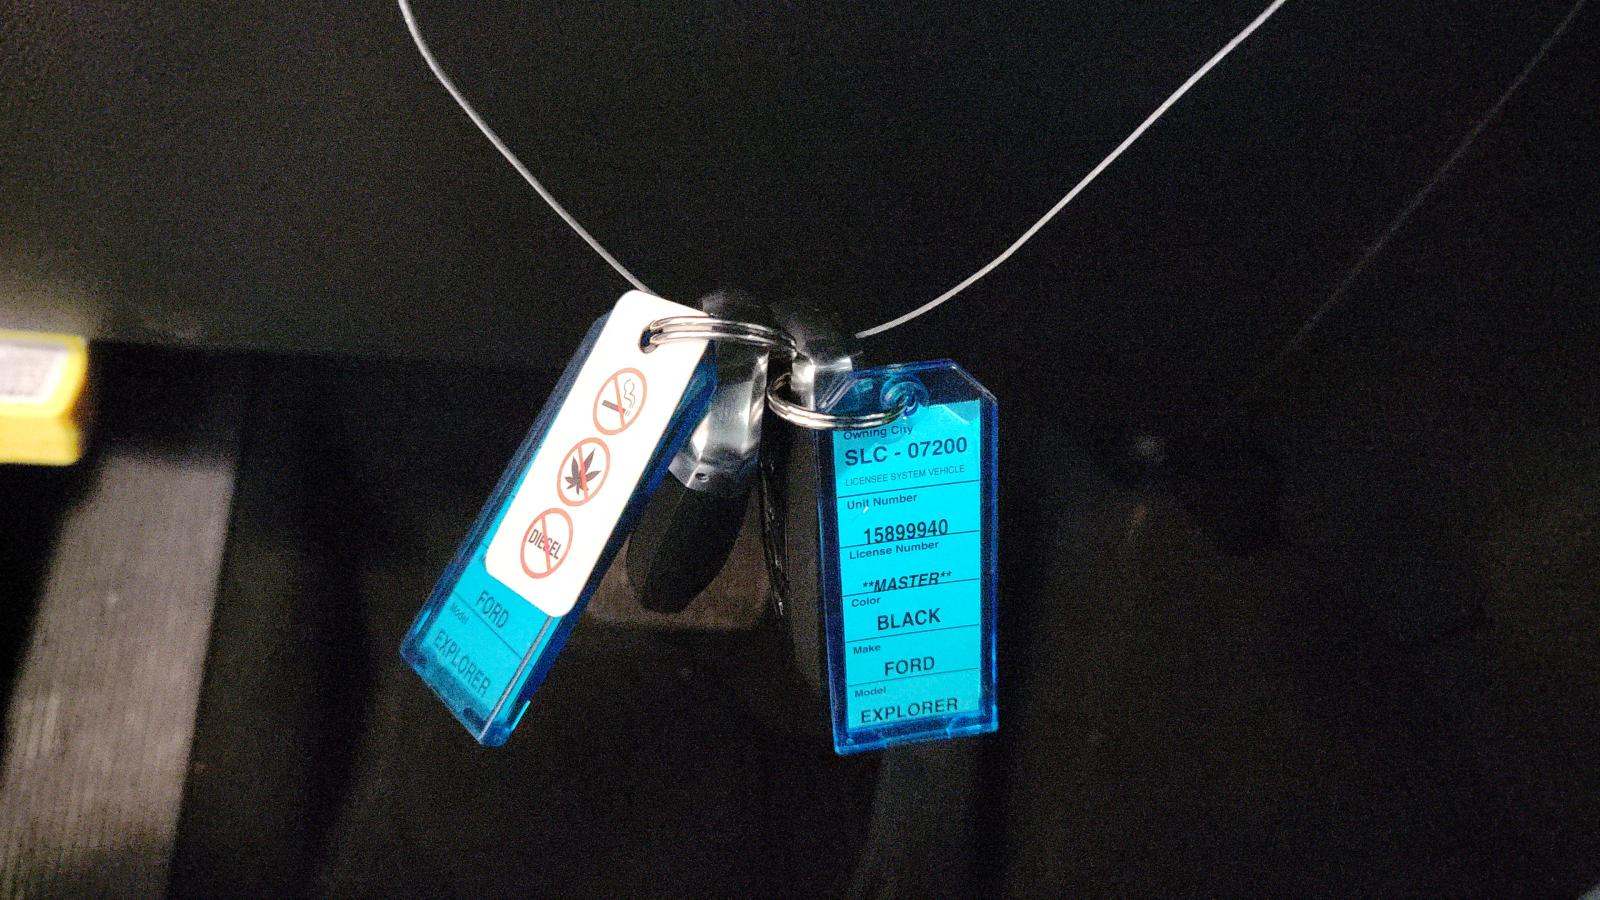 DIESEL
FORD
Model
EXPLORER
Owning City
SLC - 07200
LICENSEE SYSTEM VEHICLE
Unit Number
15899940
License Number
**MASTER**
Color
BLACK
Make
FORD
Model
EXPLORER